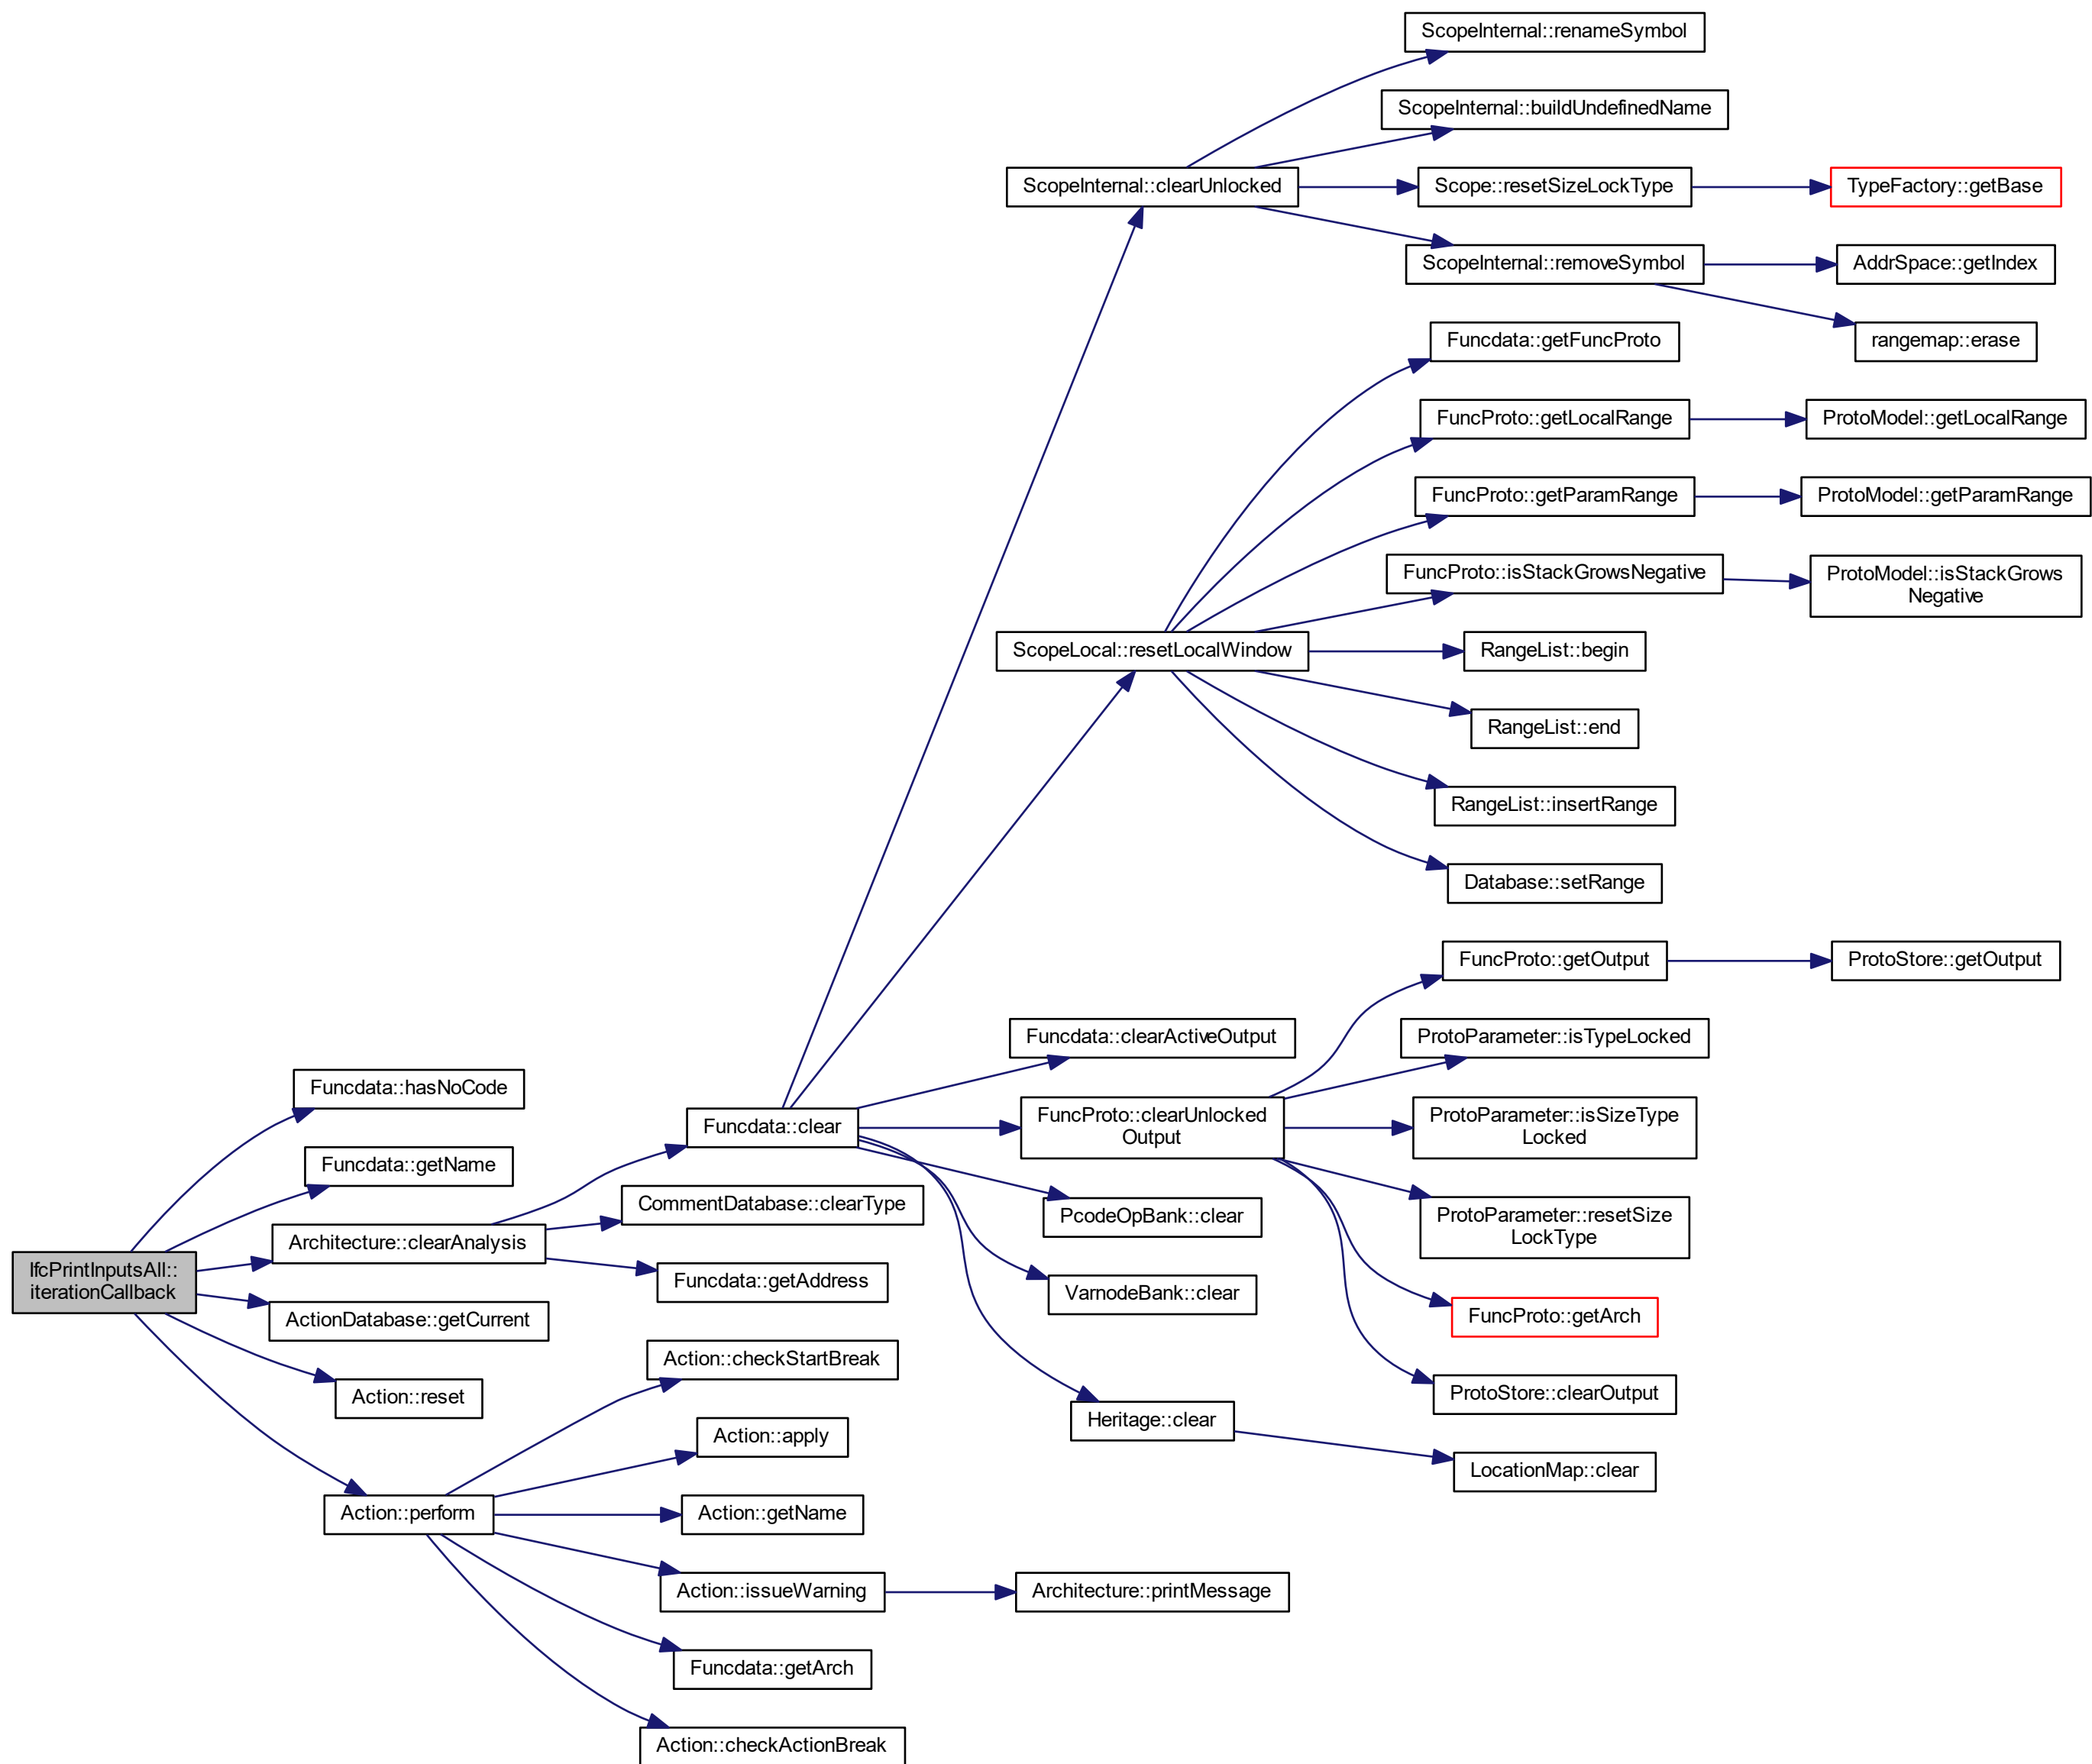 ScopeInternal::renameSymbol
ScopeInternal::buildUndefinedName
ScopeInternal::clearUnlocked
Scope::resetSizeLockType
TypeFactory::getBase
ScopeInternal::removeSymbol
AddrSpace::getIndex
rangemap::erase
Funcdata::getFuncProto
FuncProto::getLocalRange
ProtoModel::getLocalRange
FuncProto::getParamRange
ProtoModel::getParamRange
FuncProto::isStackGrowsNegative
ProtoModel::isStackGrows
Negative
ScopeLocal::resetLocalWindow
RangeList::begin
RangeList::end
RangeList::insertRange
Database::setRange
FuncProto::getOutput
ProtoStore::getOutput
Funcdata::clearActiveOutput
ProtoParameter::isTypeLocked
Funcdata::hasNoCode
Funcdata::clear
FuncProto::clearUnlocked
Output
ProtoParameter::isSizeType
Locked
Funcdata::getName
CommentDatabase::clearType
PcodeOpBank::clear
ProtoParameter::resetSize
LockType
Architecture::clearAnalysis
IfcPrintInputsAll::
iterationCallback
Funcdata::getAddress
VarnodeBank::clear
FuncProto::getArch
ActionDatabase::getCurrent
Action::checkStartBreak
Action::reset
ProtoStore::clearOutput
Heritage::clear
Action::apply
LocationMap::clear
Action::perform
Action::getName
Action::issueWarning
Architecture::printMessage
Funcdata::getArch
Action::checkActionBreak